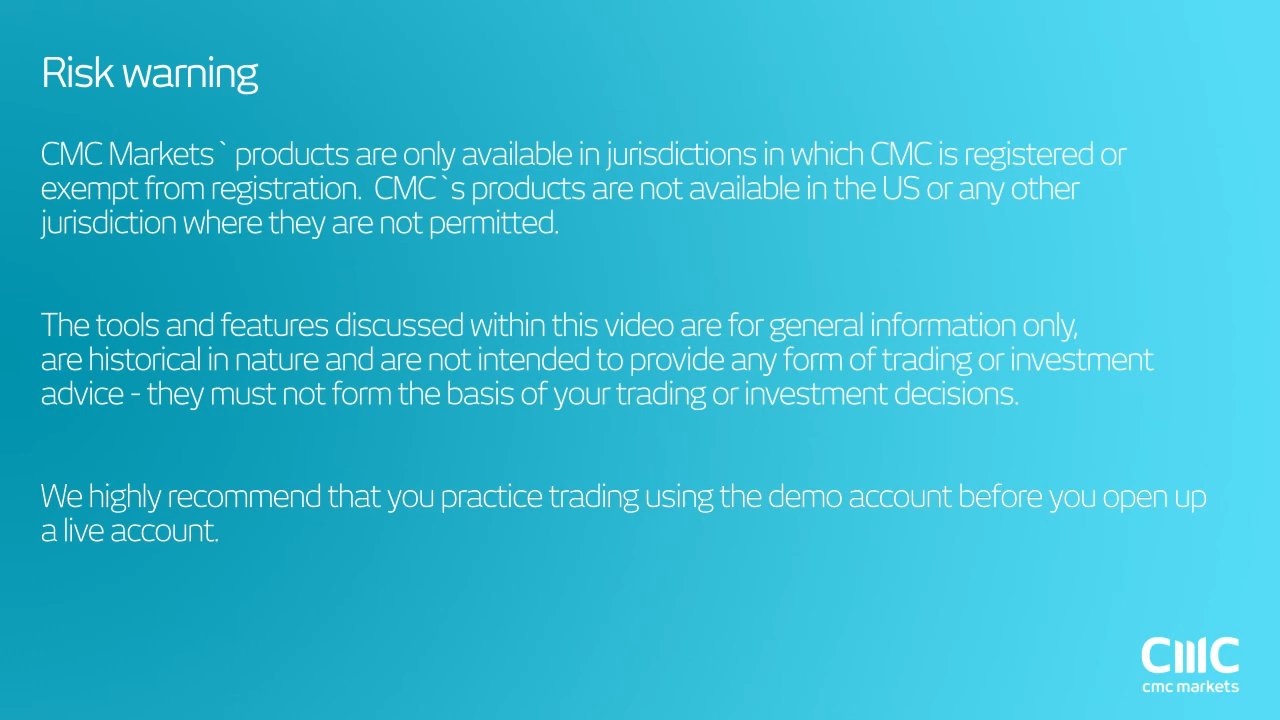 Risk warning
CMC Markets` products are only available in jurisdictions in which CMC is registered or
exempt from registration.  CMC`s products are not available in the US or any other
jurisdiction where they are not permitted.
The tools and features discussed within this video are for general information only,
are historical in nature and are not intended to provide any form of trading or investment
advice - they must not form the basis of your trading or investment decisions.
We highly recommend that you practice trading using the demo account before you open up
a live account.
CMC
cmc markets